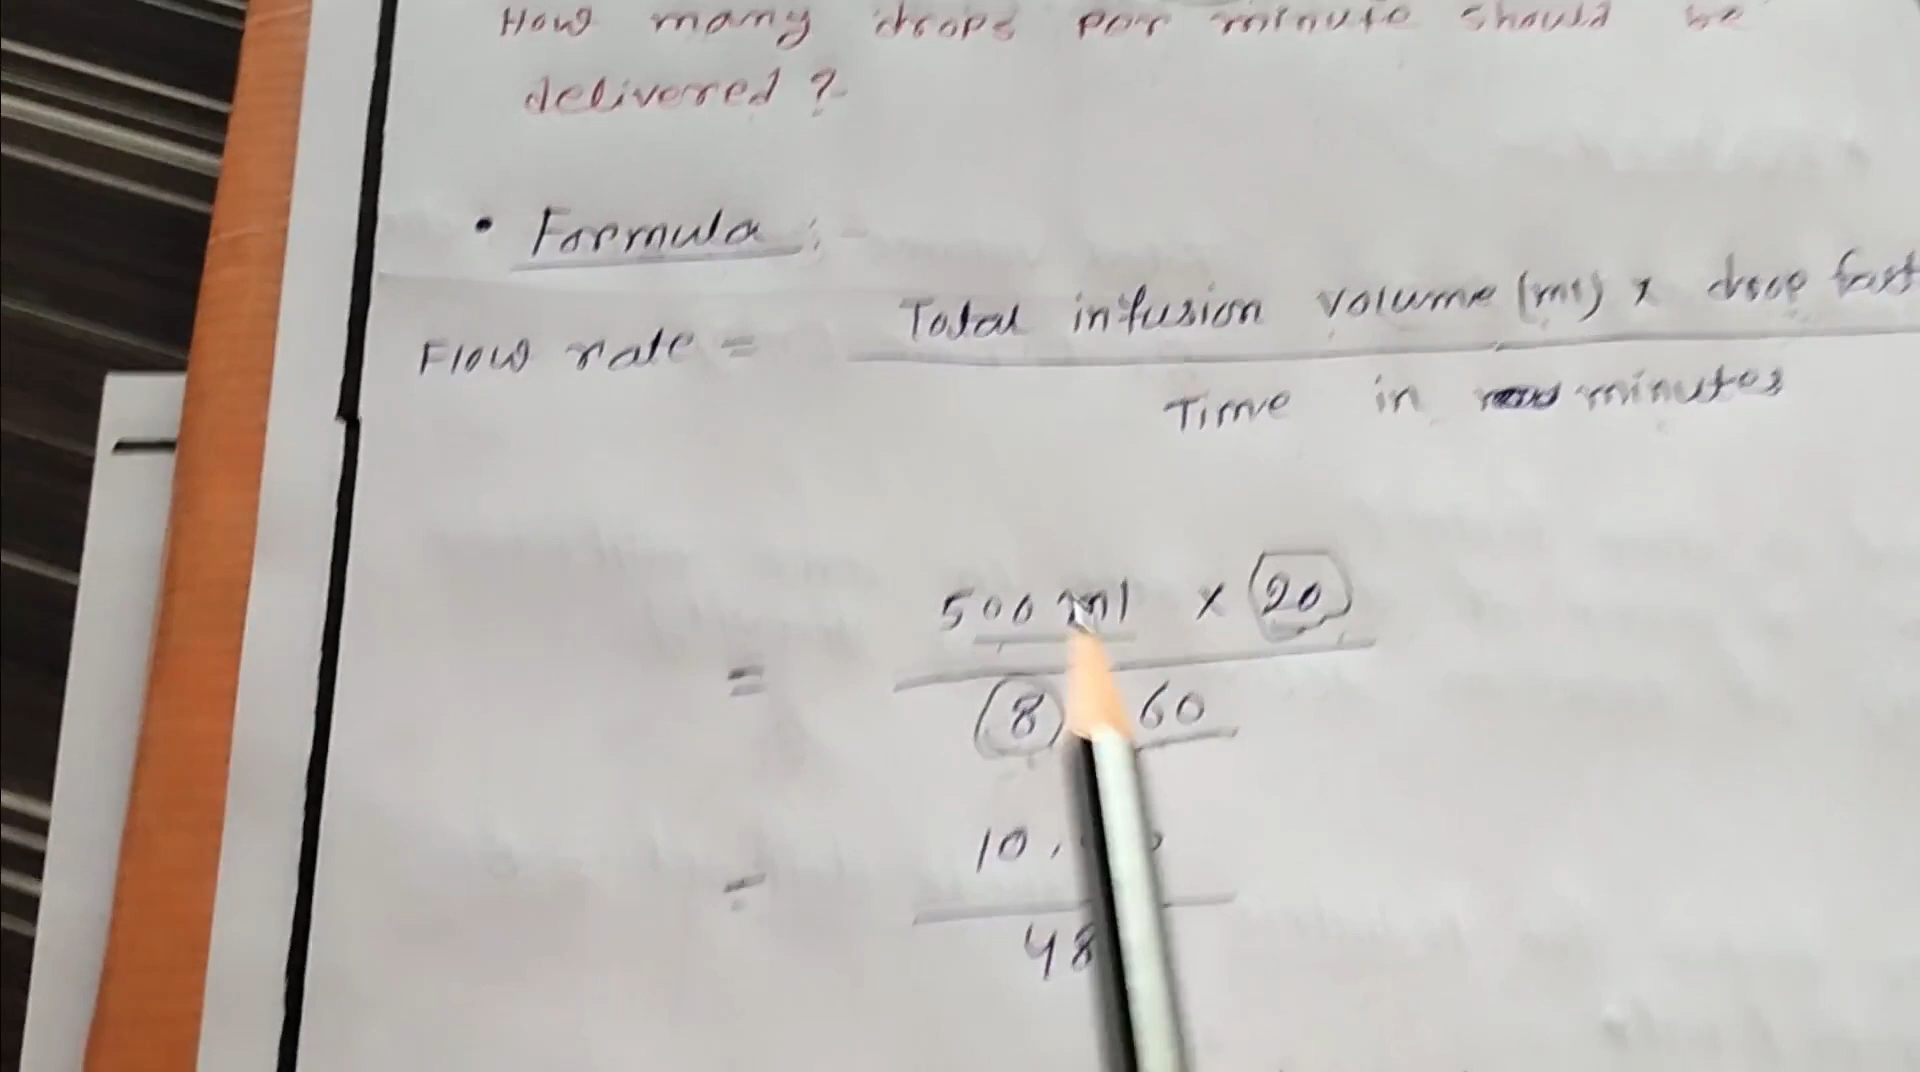 How many drops per minute should be
delivered ?
• Formula :-
Flow rate = Total infusion volume (ml) x drop fact
Time in minutes
500 ml x 20
=
8 60
10,
=
48